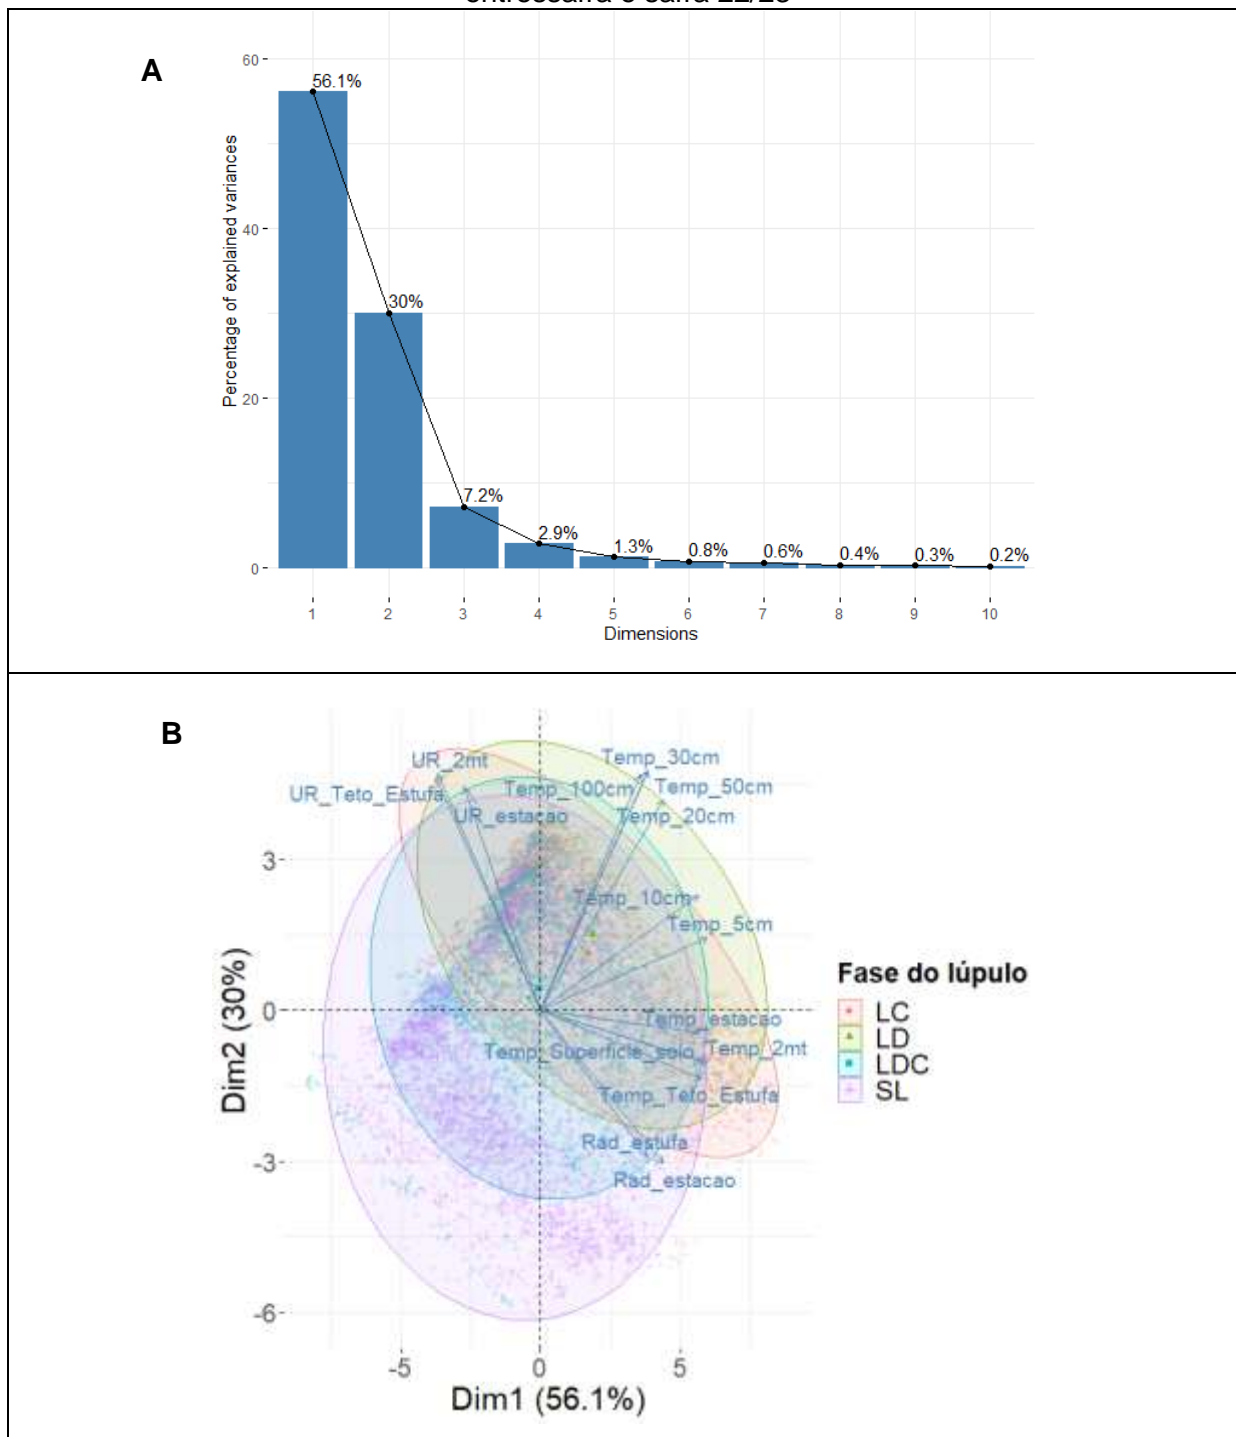 A
60
56.1%
Percentage of explained variances
40
30%
20
7.2%
2.9%
1.3%
0.8%
0.6%
0.4%
0.3%
0.2%
0
1 2 3 4 5 6 7 8 9 10
Dimensions
B
UR_2mt
Temp_30cm
UR_Teto_Estufa
Temp_100cm
Temp_50cm
UR_estacao
Temp_20cm
3
Temp_10cm
Temp_5cm
Dim2 (30%)
Fase do lúpulo
LC
LD
LDC
SL
0
Temp_estacao
Temp_Superficie_solo
Temp_2mt
Temp_Teto_Estufa
Rad_estufa
-3
Rad_estacao
-6
-5 0 5
Dim1 (56.1%)